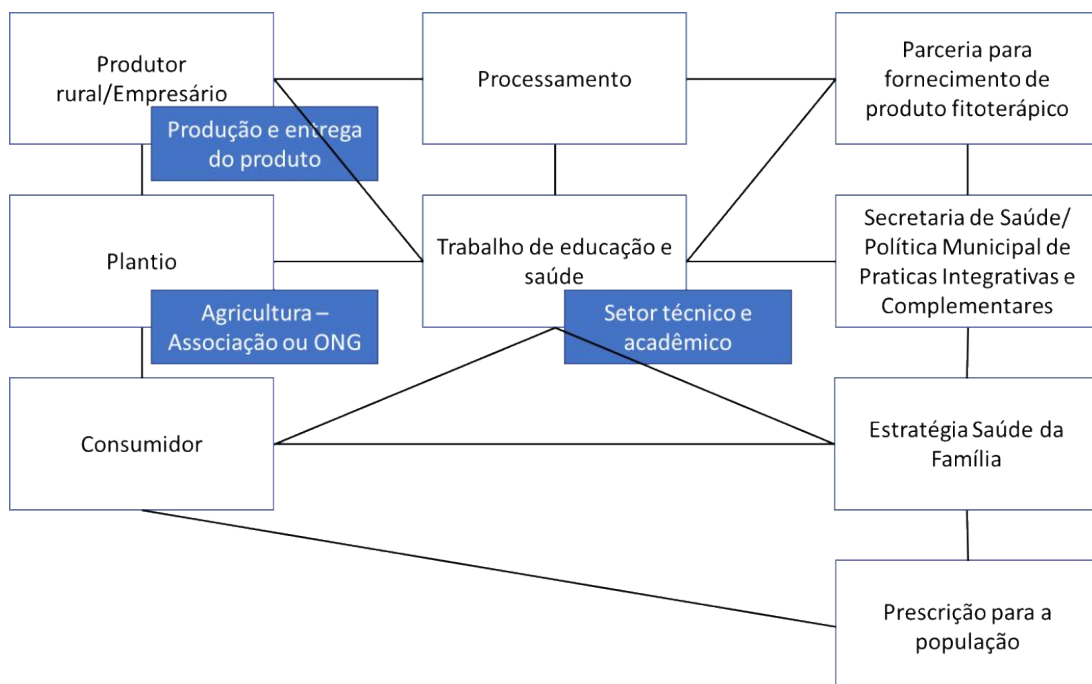 Produtor
rural/Empresário
Processamento
Parceria para
fornecimento de
produto fitoterápico
Produção e entrega
do produto
Plantio
Trabalho de educação e
saúde
Secretaria de Saúde/
Política Municipal de
Praticas Integrativas e
Complementares
Agricultura –
Associação ou ONG
Setor técnico e
acadêmico
Consumidor
Estratégia Saúde da
Família
Prescrição para a
população